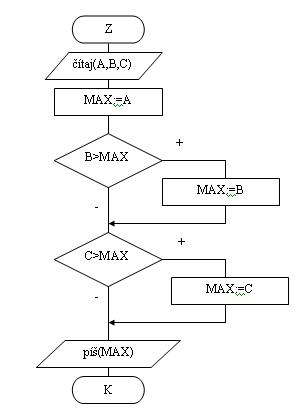 Z
čítaj(A,B,C)
MAX:=A
B>MAX
+
MAX:=B
-
C>MAX
+
MAX:=C
-
píš(MAX)
K